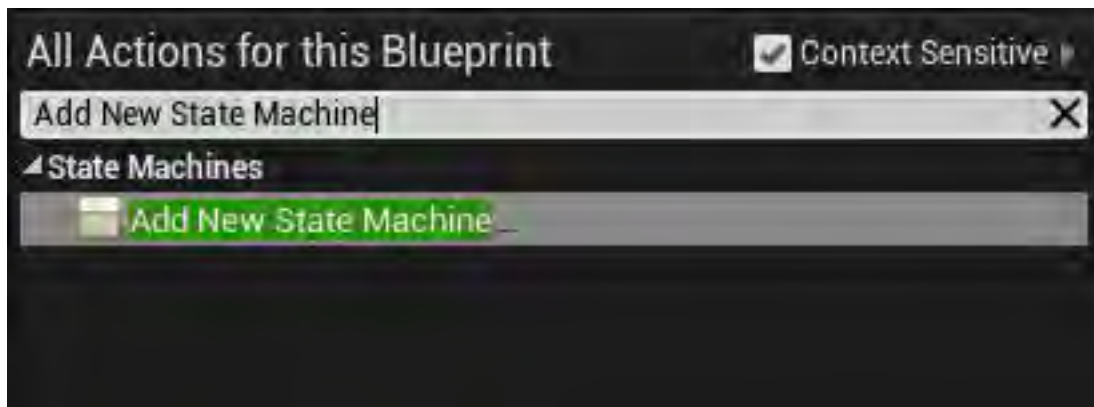 All Actions for this Blueprint Context Sensitive
Add New State Machine
State Machines
Add New State Machine...